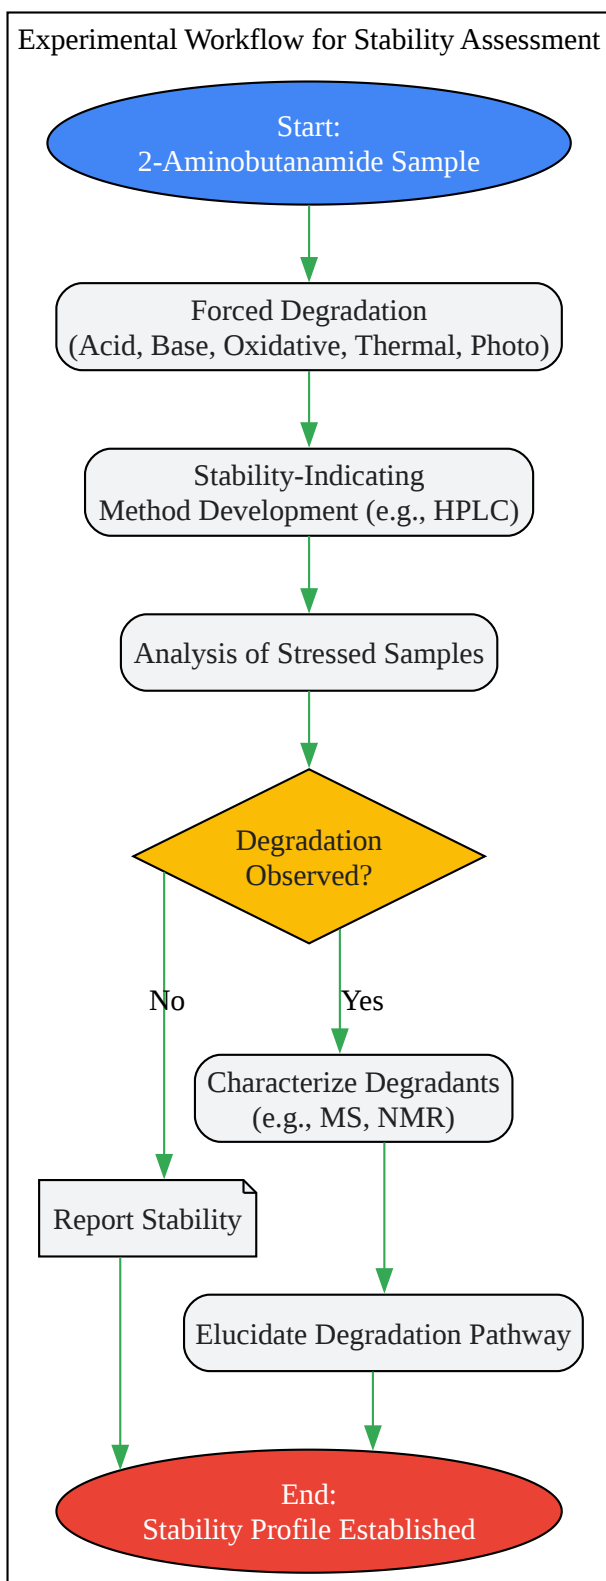 Experimental Workflow for Stability Assessment
Start:
2-Aminobutanamide Sample
Forced Degradation
(Acid, Base, Oxidative, Thermal, Photo)
Stability-Indicating
Method Development (e.g., HPLC)
Analysis of Stressed Samples
Degradation
Observed?
No
Yes
Characterize Degradants
(e.g., MS, NMR)
Report Stability
Elucidate Degradation Pathway
End:
Stability Profile Established